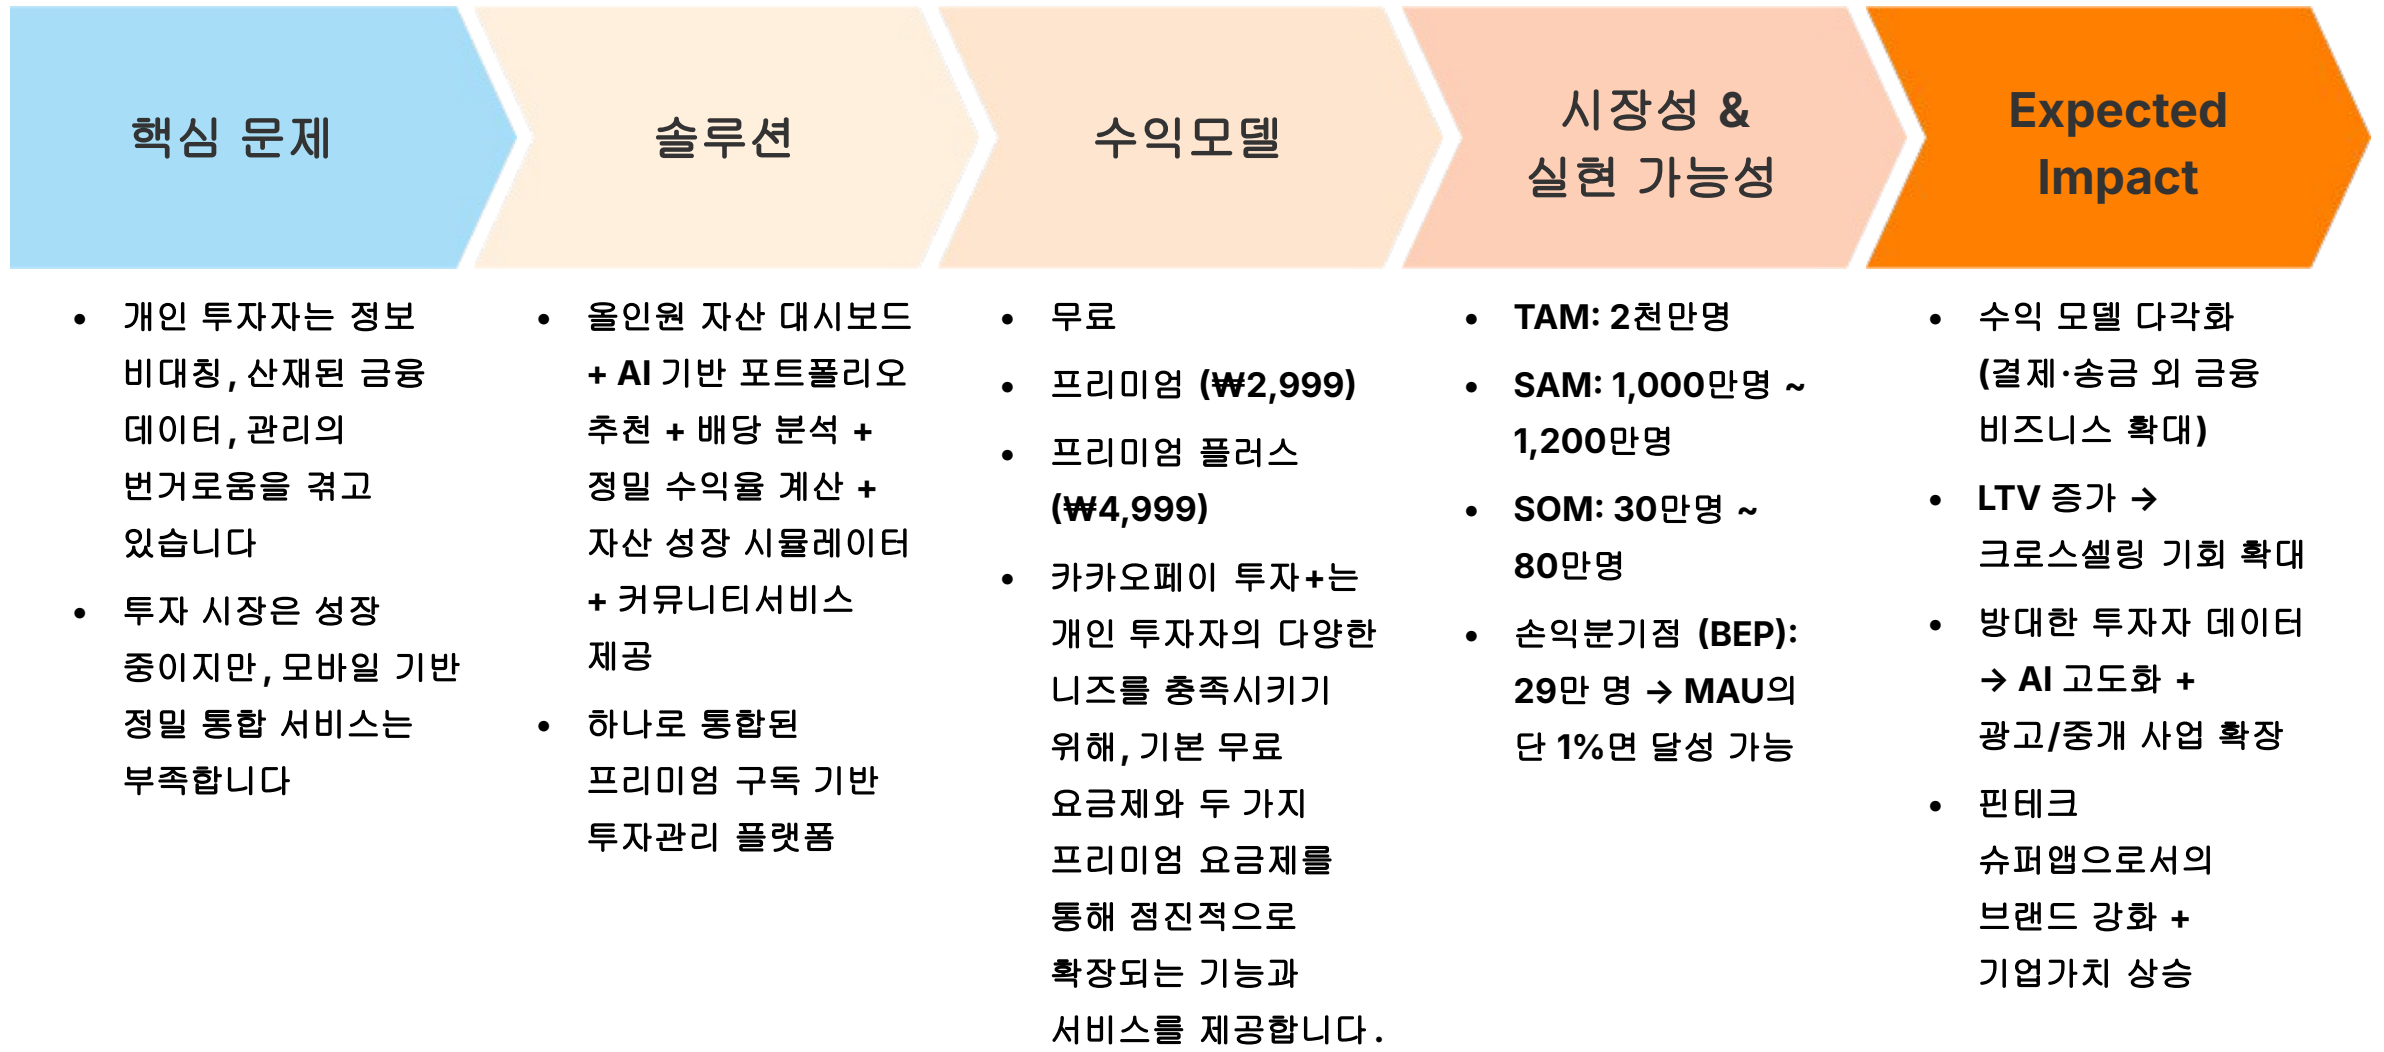 핵심 문제
솔루션
수익모델
시장성 &
실현 가능성
Expected
Impact
• 개인 투자자는 정보
비대칭, 산재된 금융
데이터, 관리의
번거로움을 겪고
있습니다
• 투자 시장은 성장
중이지만, 모바일 기반
정밀 통합 서비스는
부족합니다
• 올인원 자산 대시보드
+ AI 기반 포트폴리오
추천 + 배당 분석 +
정밀 수익율 계산 +
자산 성장 시뮬레이터
+ 커뮤니티서비스
제공
• 하나로 통합된
프리미엄 구독 기반
투자관리 플랫폼
• 무료
• 프리미엄 (₩2,999)
• 프리미엄 플러스
(₩4,999)
• 카카오페이 투자+는
개인 투자자의 다양한
니즈를 충족시키기
위해, 기본 무료
요금제와 두 가지
프리미엄 요금제를
통해 점진적으로
확장되는 기능과
서비스를 제공합니다.
• TAM: 2천만명
• SAM: 1,000만명 ~
1,200만명
• SOM: 30만명 ~
80만명
• 손익분기점 (BEP):
29만 명 → MAU의
단 1%면 달성 가능
• 수익 모델 다각화
(결제·송금 외 금융
비즈니스 확대)
• LTV 증가 →
크로스셀링 기회 확대
• 방대한 투자자 데이터
→ AI 고도화 +
광고/중개 사업 확장
• 핀테크
슈퍼앱으로서의
브랜드 강화 +
기업가치 상승